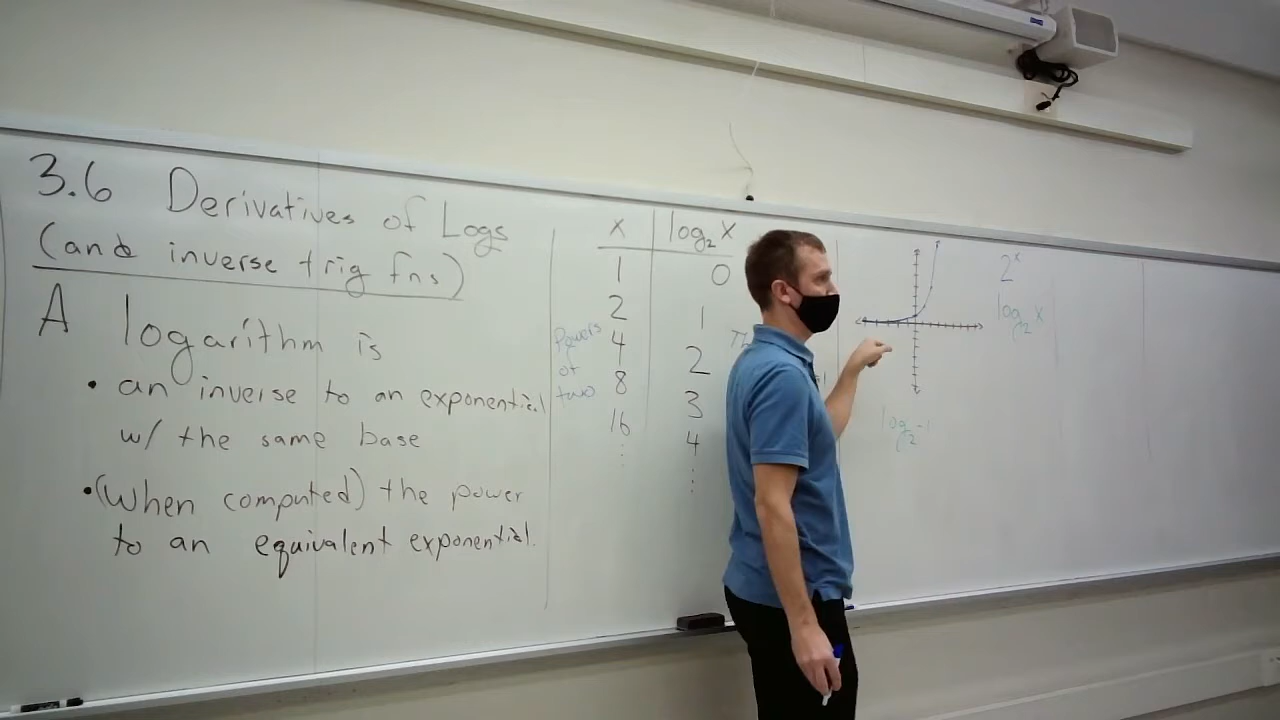 3.6 Derivatives of Logs
(and inverse trig fns)
A logarithm is
• an inverse to an exponential
w/ the same base
• (When computed) the power
to an equivalent exponential.
x log₂x
1 0
2 1
4 2
8 3
16 4
⋮ ⋮
Powers
of
two
2ˣ
log₂ x
log₂ -1